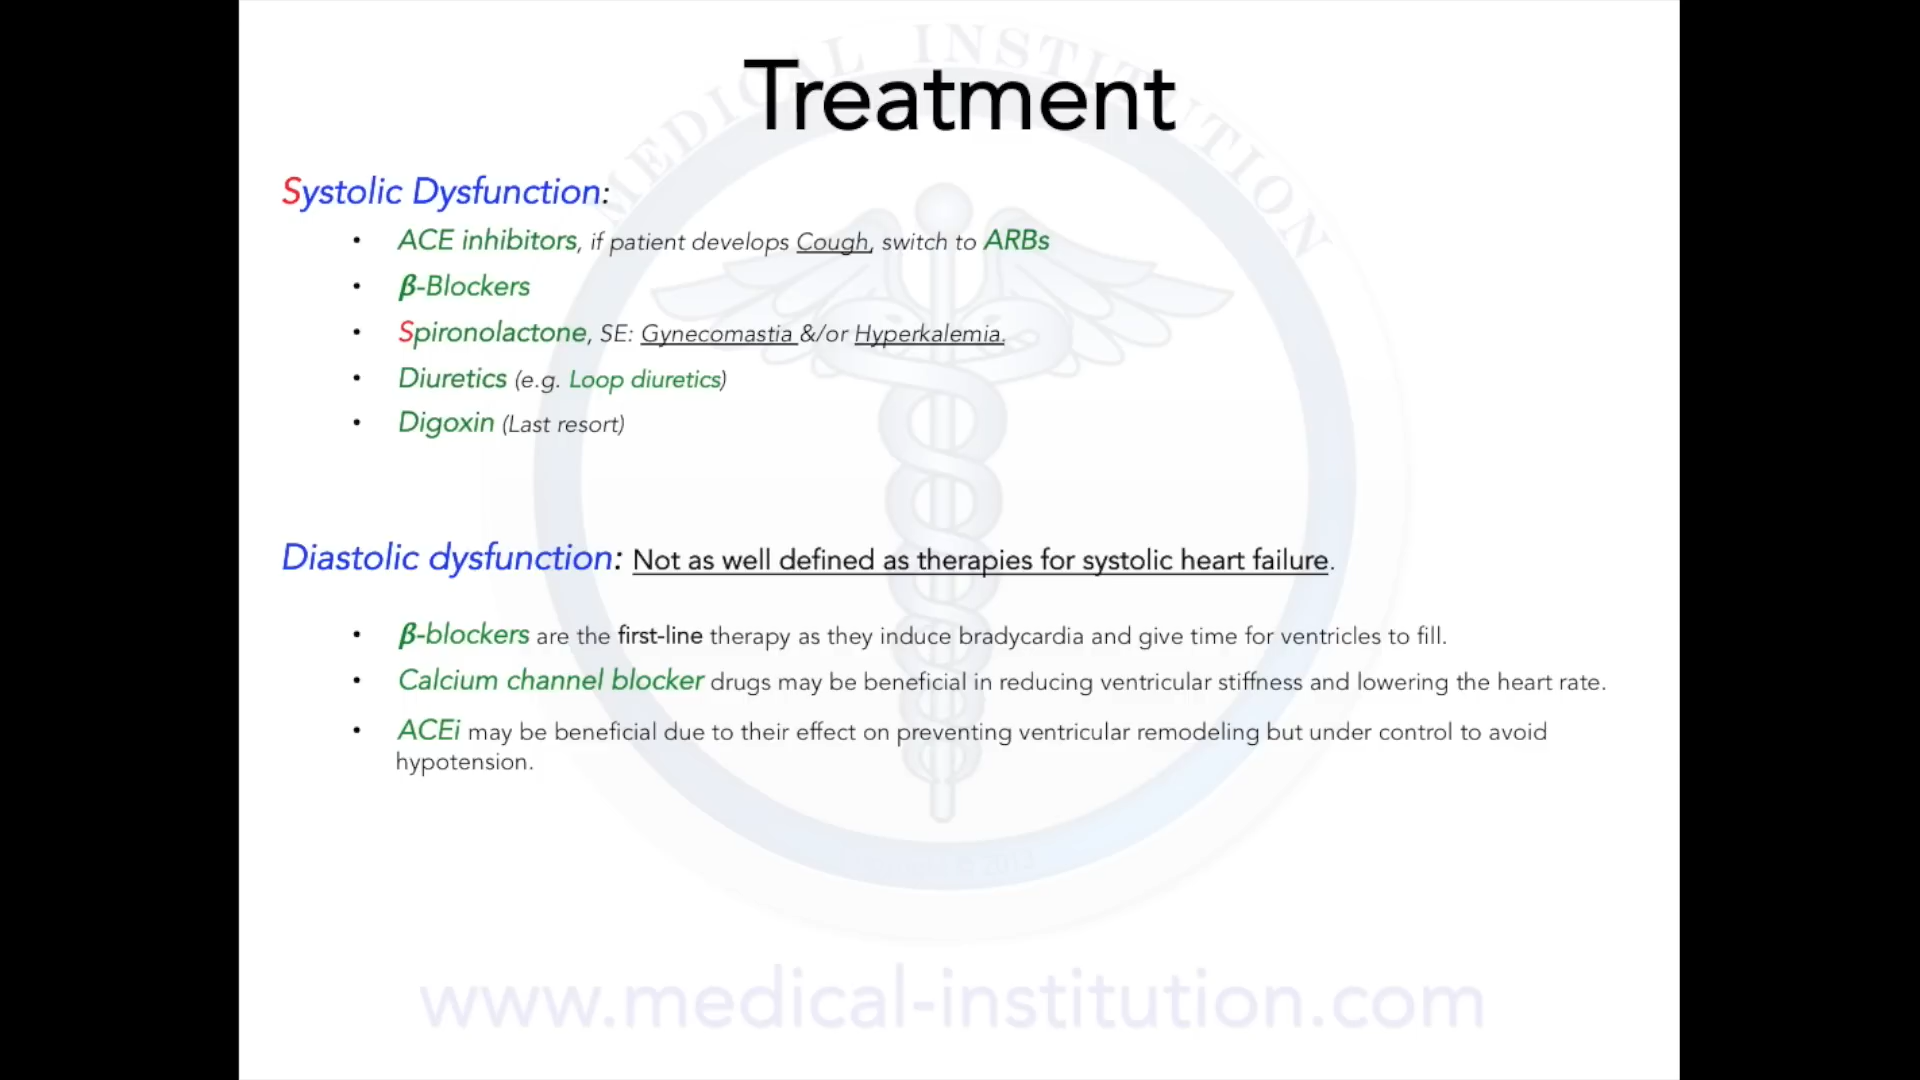 MEDICAL INSTITUTION
Treatment
Systolic Dysfunction:
• ACE inhibitors, if patient develops Cough, switch to ARBs
• β-Blockers
• Spironolactone, SE: Gynecomastia &/or Hyperkalemia.
• Diuretics (e.g. Loop diuretics)
• Digoxin (Last resort)
Diastolic dysfunction: Not as well defined as therapies for systolic heart failure.
• β-blockers are the first-line therapy as they induce bradycardia and give time for ventricles to fill.
• Calcium channel blocker drugs may be beneficial in reducing ventricular stiffness and lowering the heart rate.
• ACEi may be beneficial due to their effect on preventing ventricular remodeling but under control to avoid
hypotension.
www.medical-institution.com